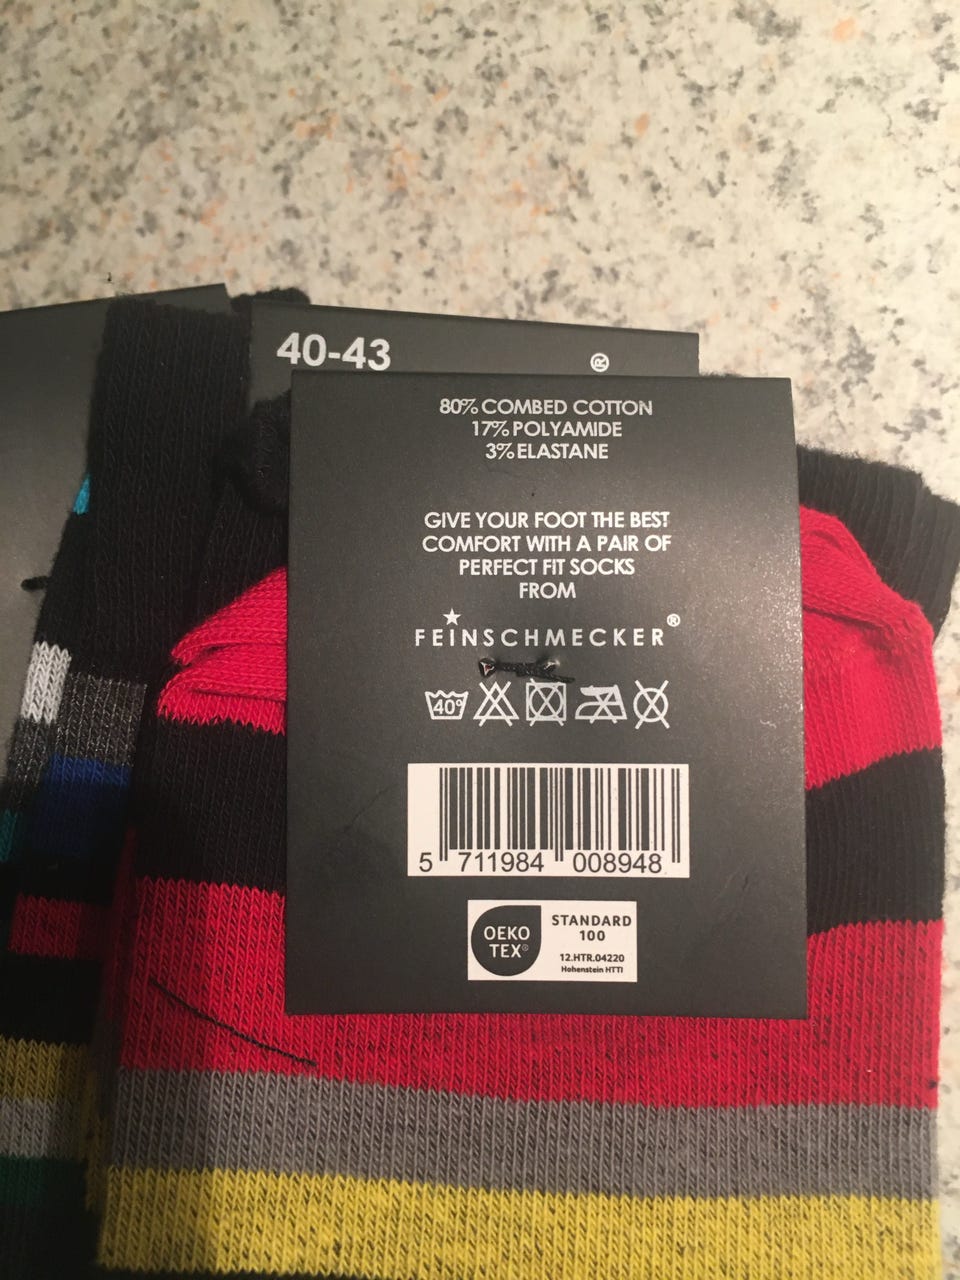 40-43
®
80% COMBED COTTON
17% POLYAMIDE
3% ELASTANE
GIVE YOUR FOOT THE BEST
COMFORT WITH A PAIR OF
PERFECT FIT SOCKS
FROM
FEINSCHMECKER®
40°
5 711984 008948
OEKO
TEX®
STANDARD
100
12.HTR.04220
Hohenstein HTTI